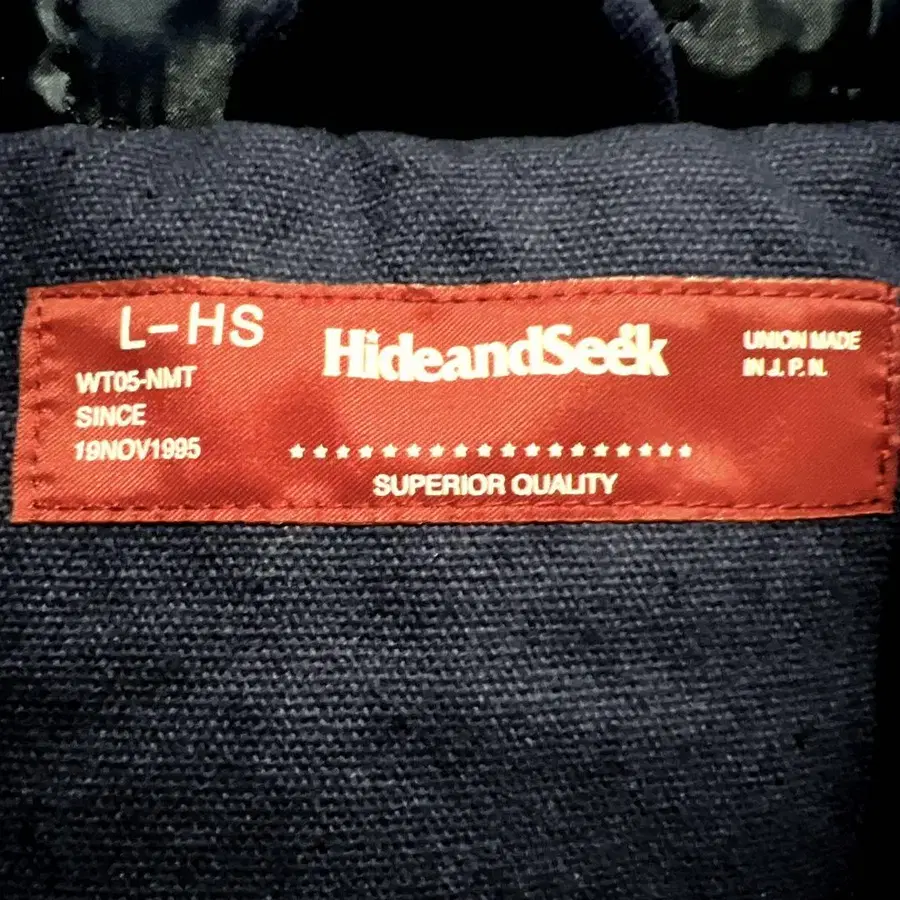 L-HS
WT05-NMT
SINCE
19NOV1995
HideandSeek
★★★★★★★★★★★★★★★★★★
SUPERIOR QUALITY
UNION MADE
IN J.P.N.